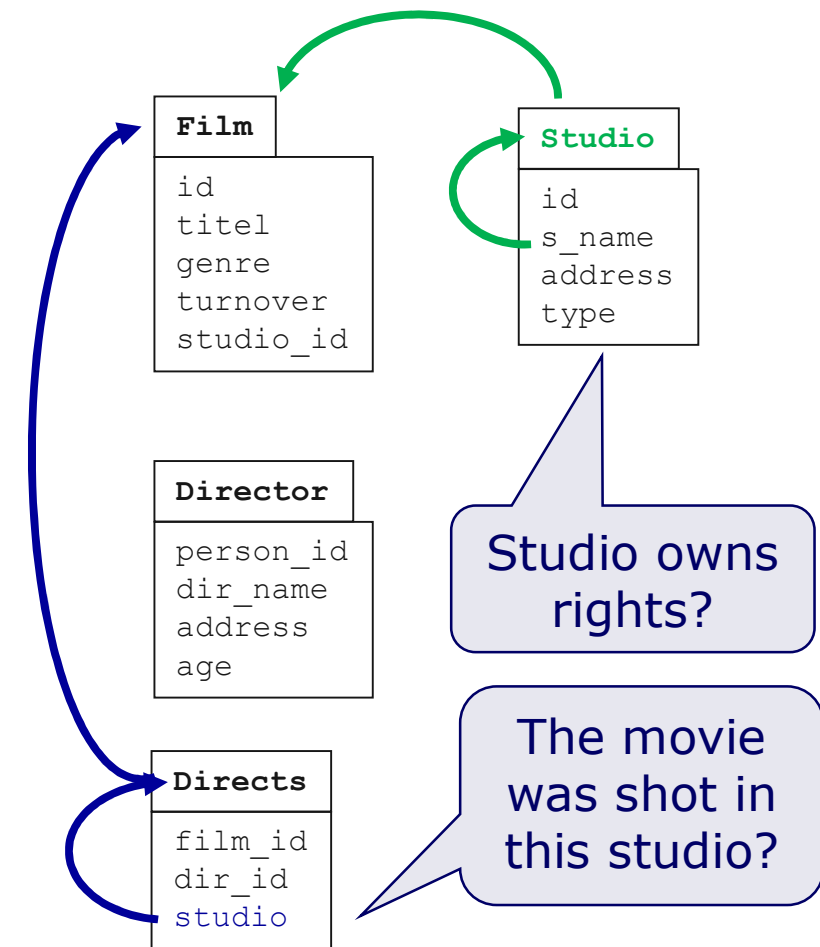 Film
id
titel
genre
turnover
studio_id
Studio
id
s_name
address
type
Director
person_id
dir_name
address
age
Studio owns
rights?
Directs
film_id
dir_id
studio
The movie
was shot in
this studio?